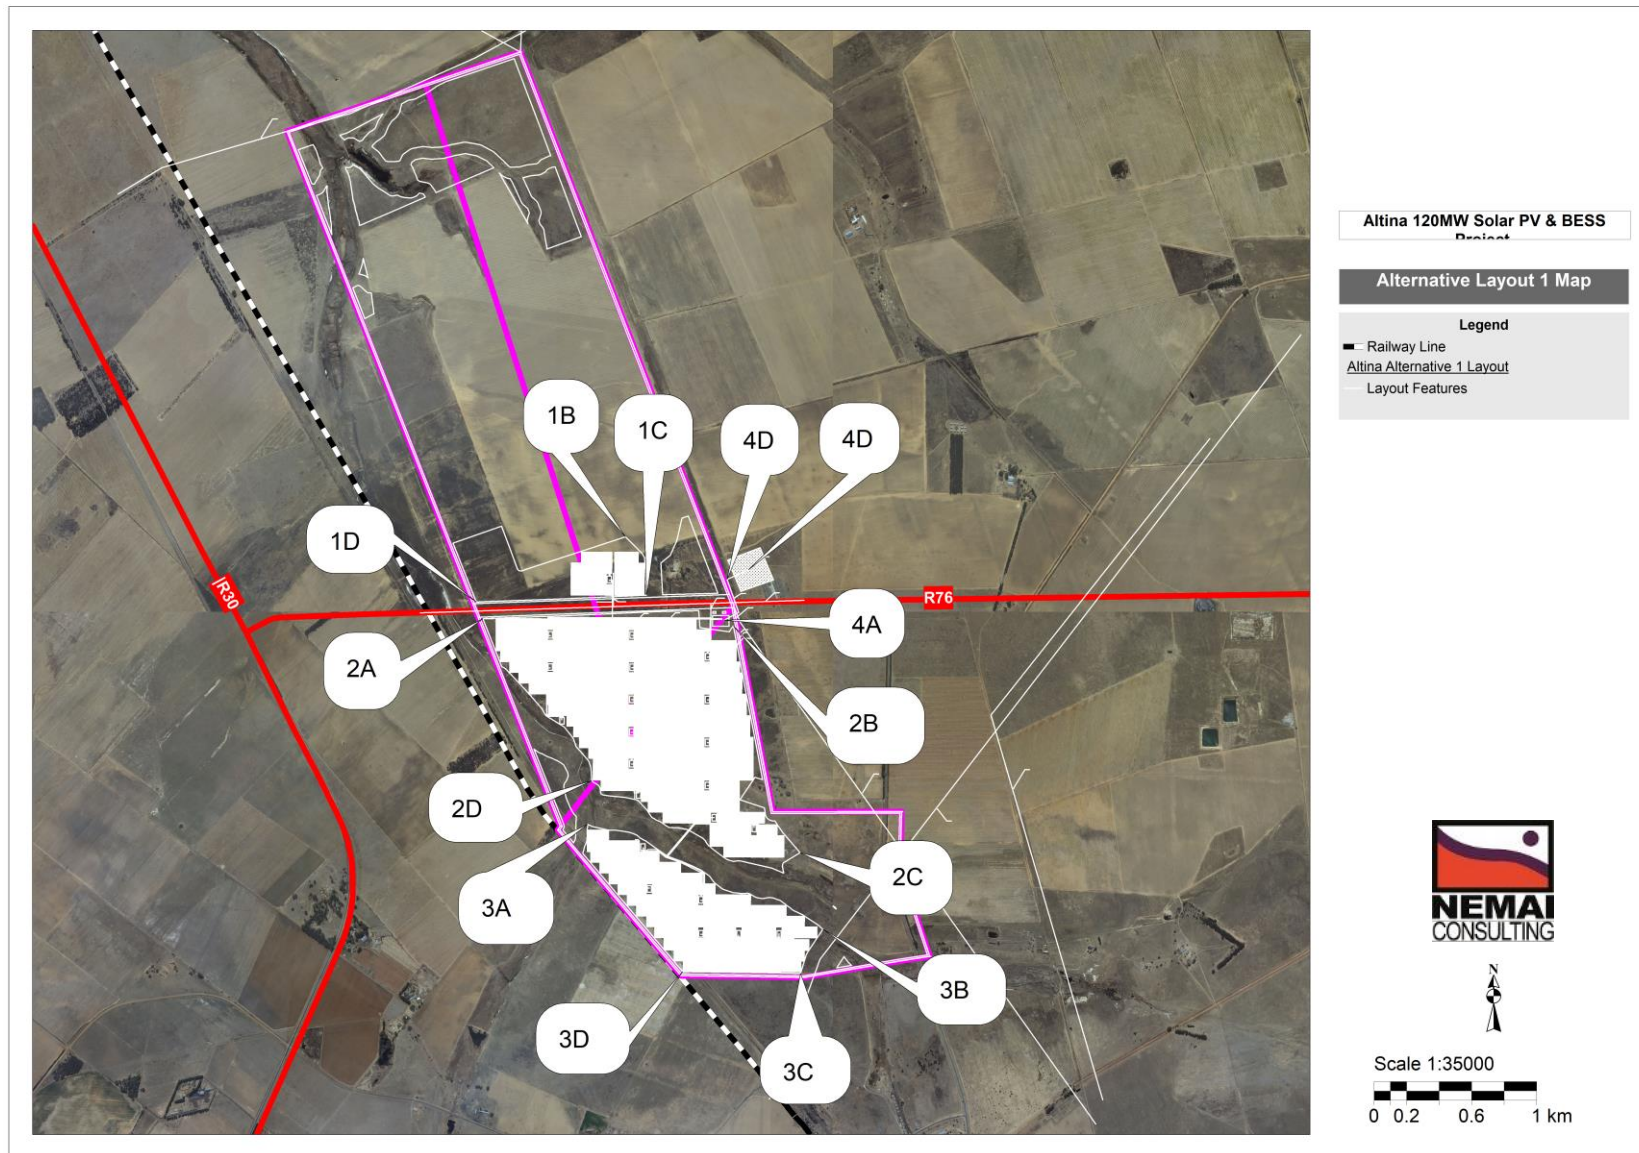 Altina 120MW Solar PV & BESS
Project
Alternative Layout 1 Map
Legend
Railway Line
Altina Alternative 1 Layout
Layout Features
1B
1C
4D
4D
1D
R30
R76
4A
2A
2B
2D
2C
3A
3B
3D
3C
NEMAI
CONSULTING
N
Scale 1:35000
0 0.2 0.6 1 km